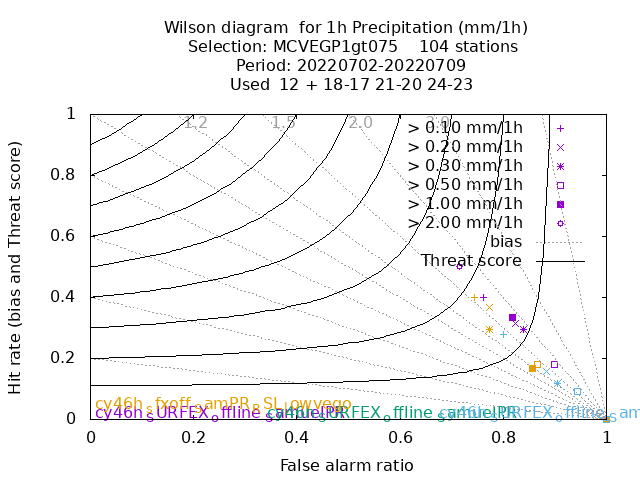 Wilson diagram for 1h Precipitation (mm/1h)
Selection: MCVEGP1gt075 104 stations
Period: 20220702-20220709
Used 12 + 18-17 21-20 24-23
1.2 1.5 2.0 3.0
> 0.10 mm/1h
> 0.20 mm/1h
> 0.30 mm/1h
> 0.50 mm/1h
> 1.00 mm/1h
> 2.00 mm/1h
bias
Threat score
Hit rate (bias and Threat score)
1
0.8
0.6
0.4
0.2
0
cy46h_sfxoff_samPR_RSL_lowvego
cy46h_sURFEX_offline_samulelPR
0 0.2 0.4 0.6 0.8 1
False alarm ratio